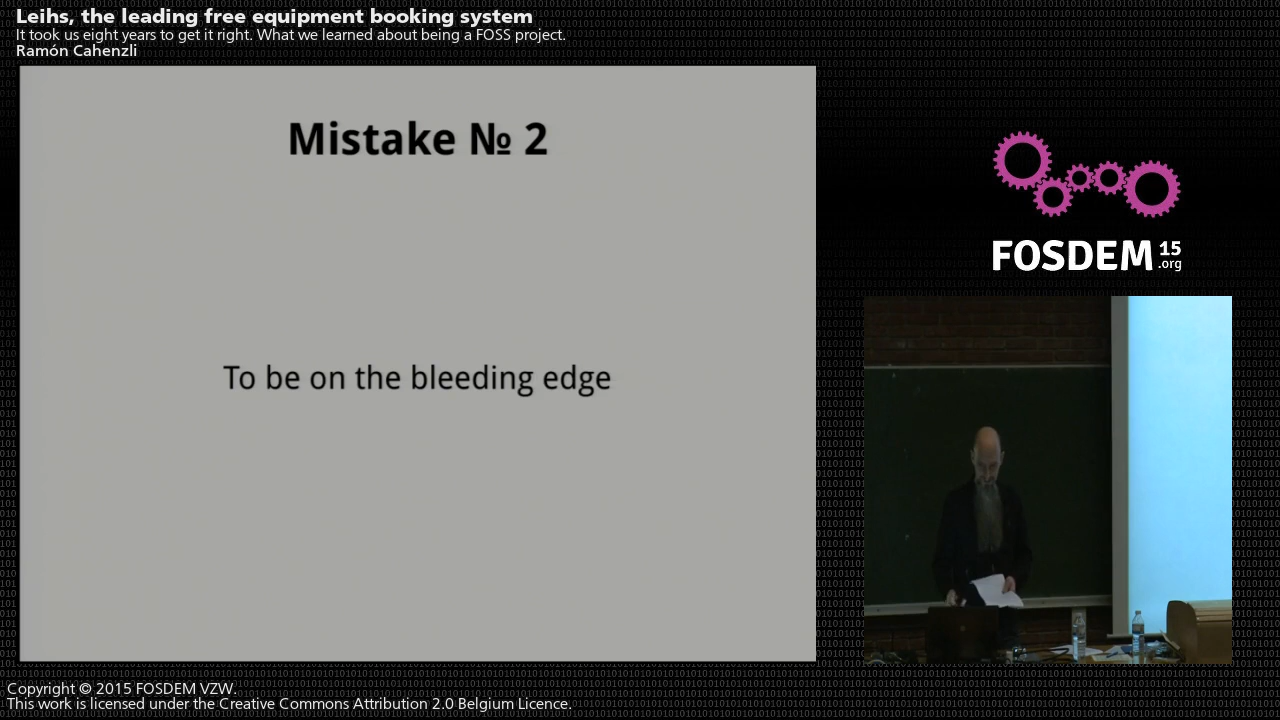 Leihs, the leading free equipment booking system
It took us eight years to get it right. What we learned about being a FOSS project.
Ramón Cahenzli
Mistake № 2
To be on the bleeding edge
FOSDEM 15
.org
Copyright © 2015 FOSDEM VZW.
This work is licensed under the Creative Commons Attribution 2.0 Belgium Licence.